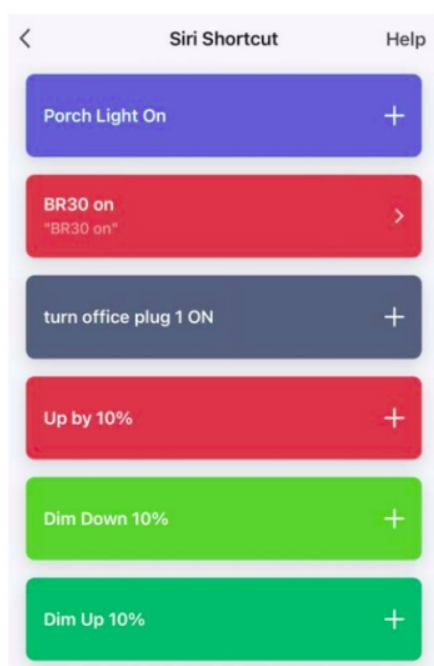 Siri Shortcut Help
Porch Light On
BR30 on
"BR30 on"
turn office plug 1 ON
Up by 10%
Dim Down 10%
Dim Up 10%